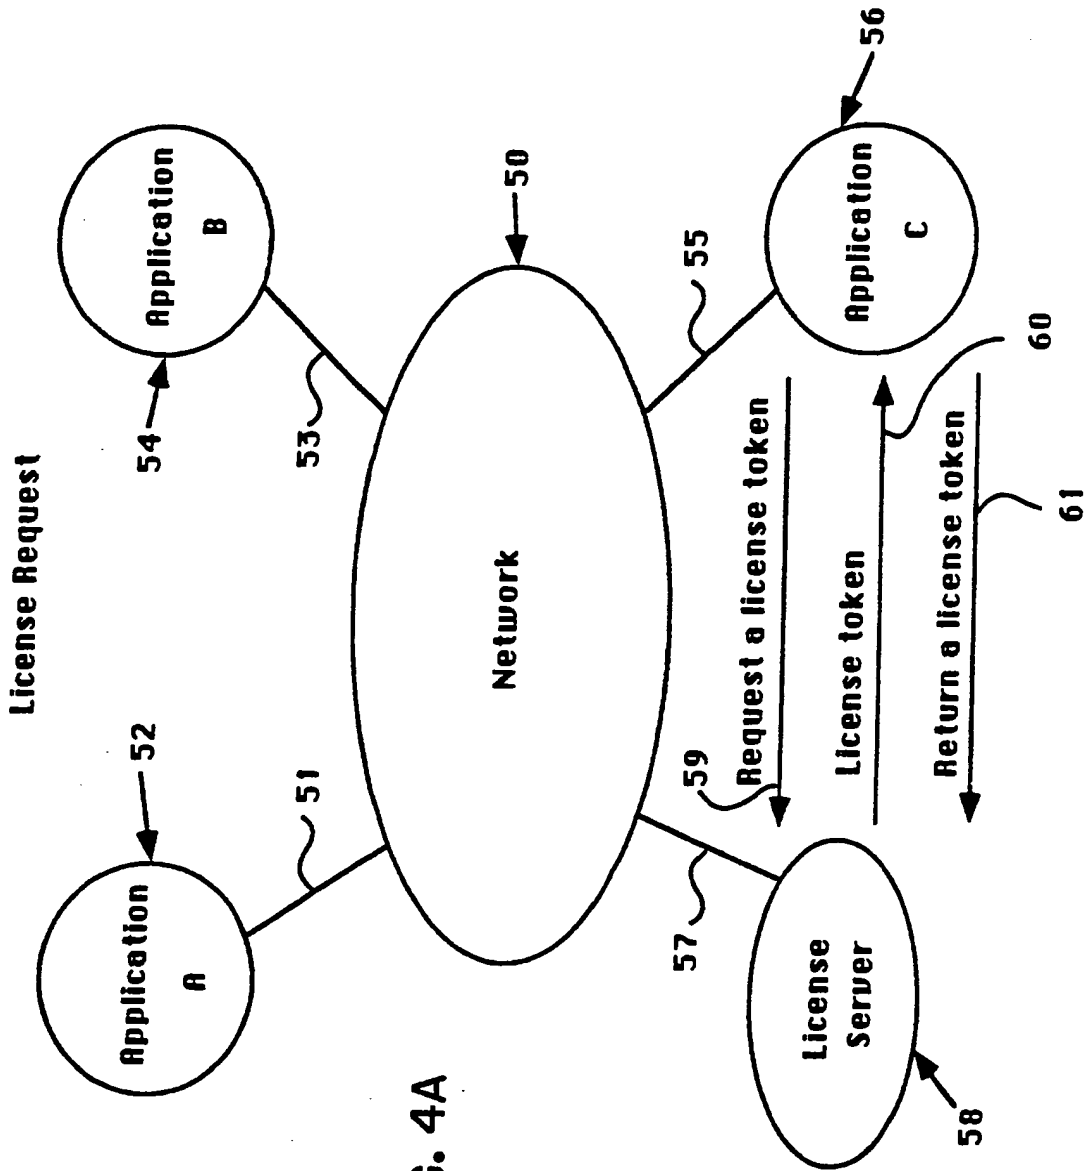 License Request
52
Application
A
51
54
Application
B
53
Network
50
57
55
License
Server
58
59
Request a license token
License token
Return a license token
60
61
Application
C
56
4A